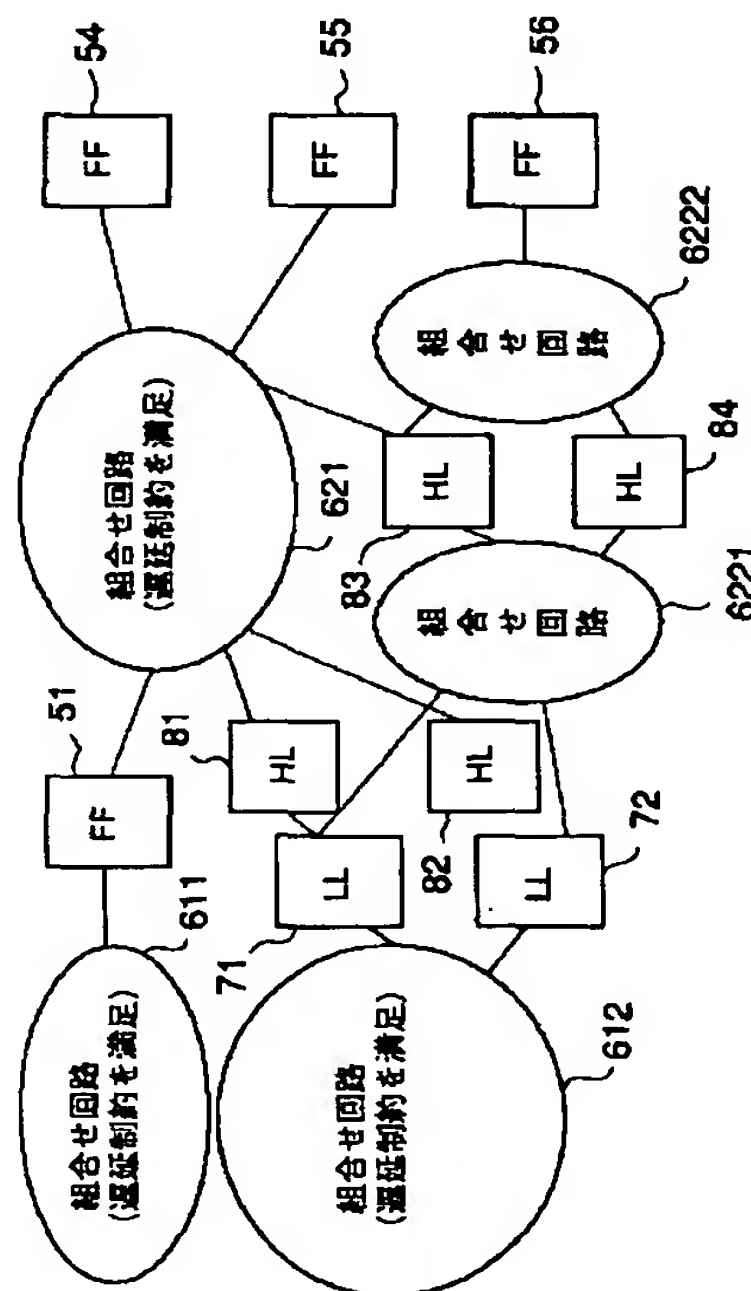 組合せ回路
(遅延制約を満足)
611
FF
51
組合せ回路
(遅延制約を満足)
621
FF
54
FF
55
組合せ回路
(遅延制約を満足)
612
LL
71
LL
72
HL
81
HL
82
組合せ回路
6221
HL
83
HL
84
組合せ回路
6222
FF
56